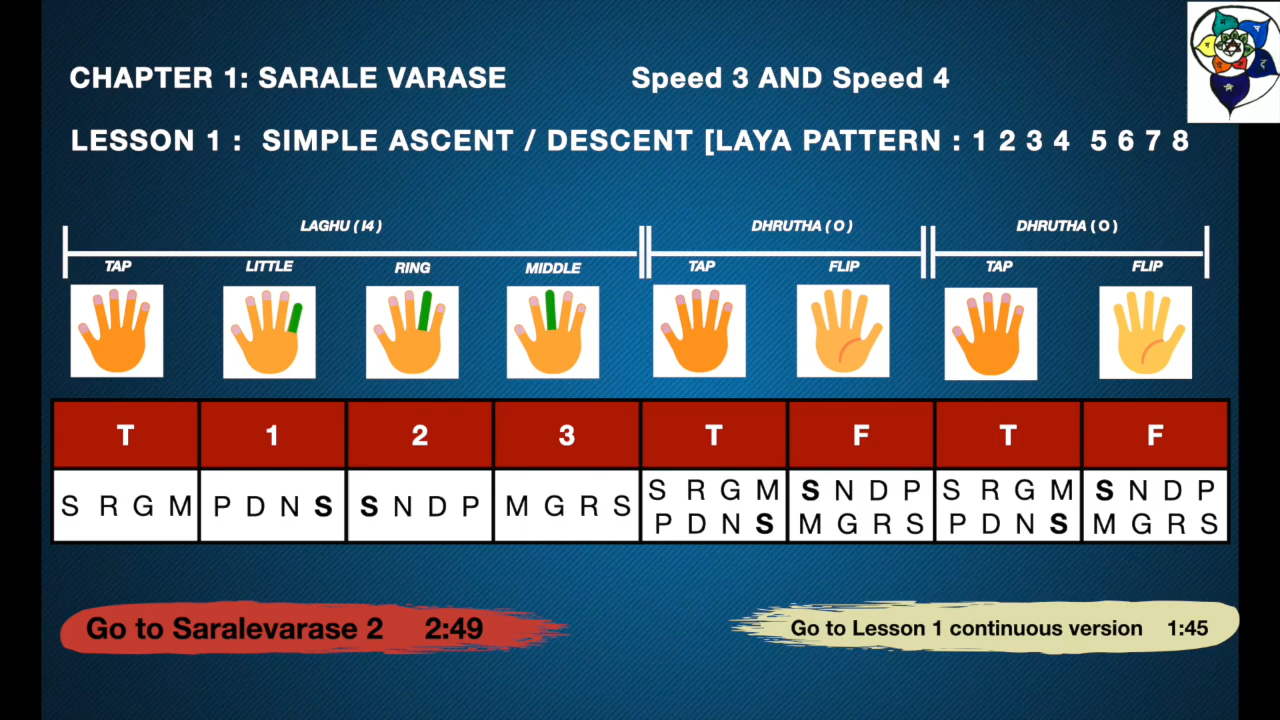 CHAPTER 1: SARALE VARASE Speed 3 AND Speed 4
LESSON 1 : SIMPLE ASCENT / DESCENT [LAYA PATTERN : 1 2 3 4 5 6 7 8
LAGHU ( I4 ) DHRUTHA ( O ) DHRUTHA ( O )
TAP LITTLE RING MIDDLE TAP FLIP TAP FLIP
T 1 2 3 T F T F
S R G M P D N S S N D P M G R S S R G M S N D P S R G M S N D P
P D N S M G R S P D N S M G R S
Go to Saralevarase 2 2:49 Go to Lesson 1 continuous version 1:45